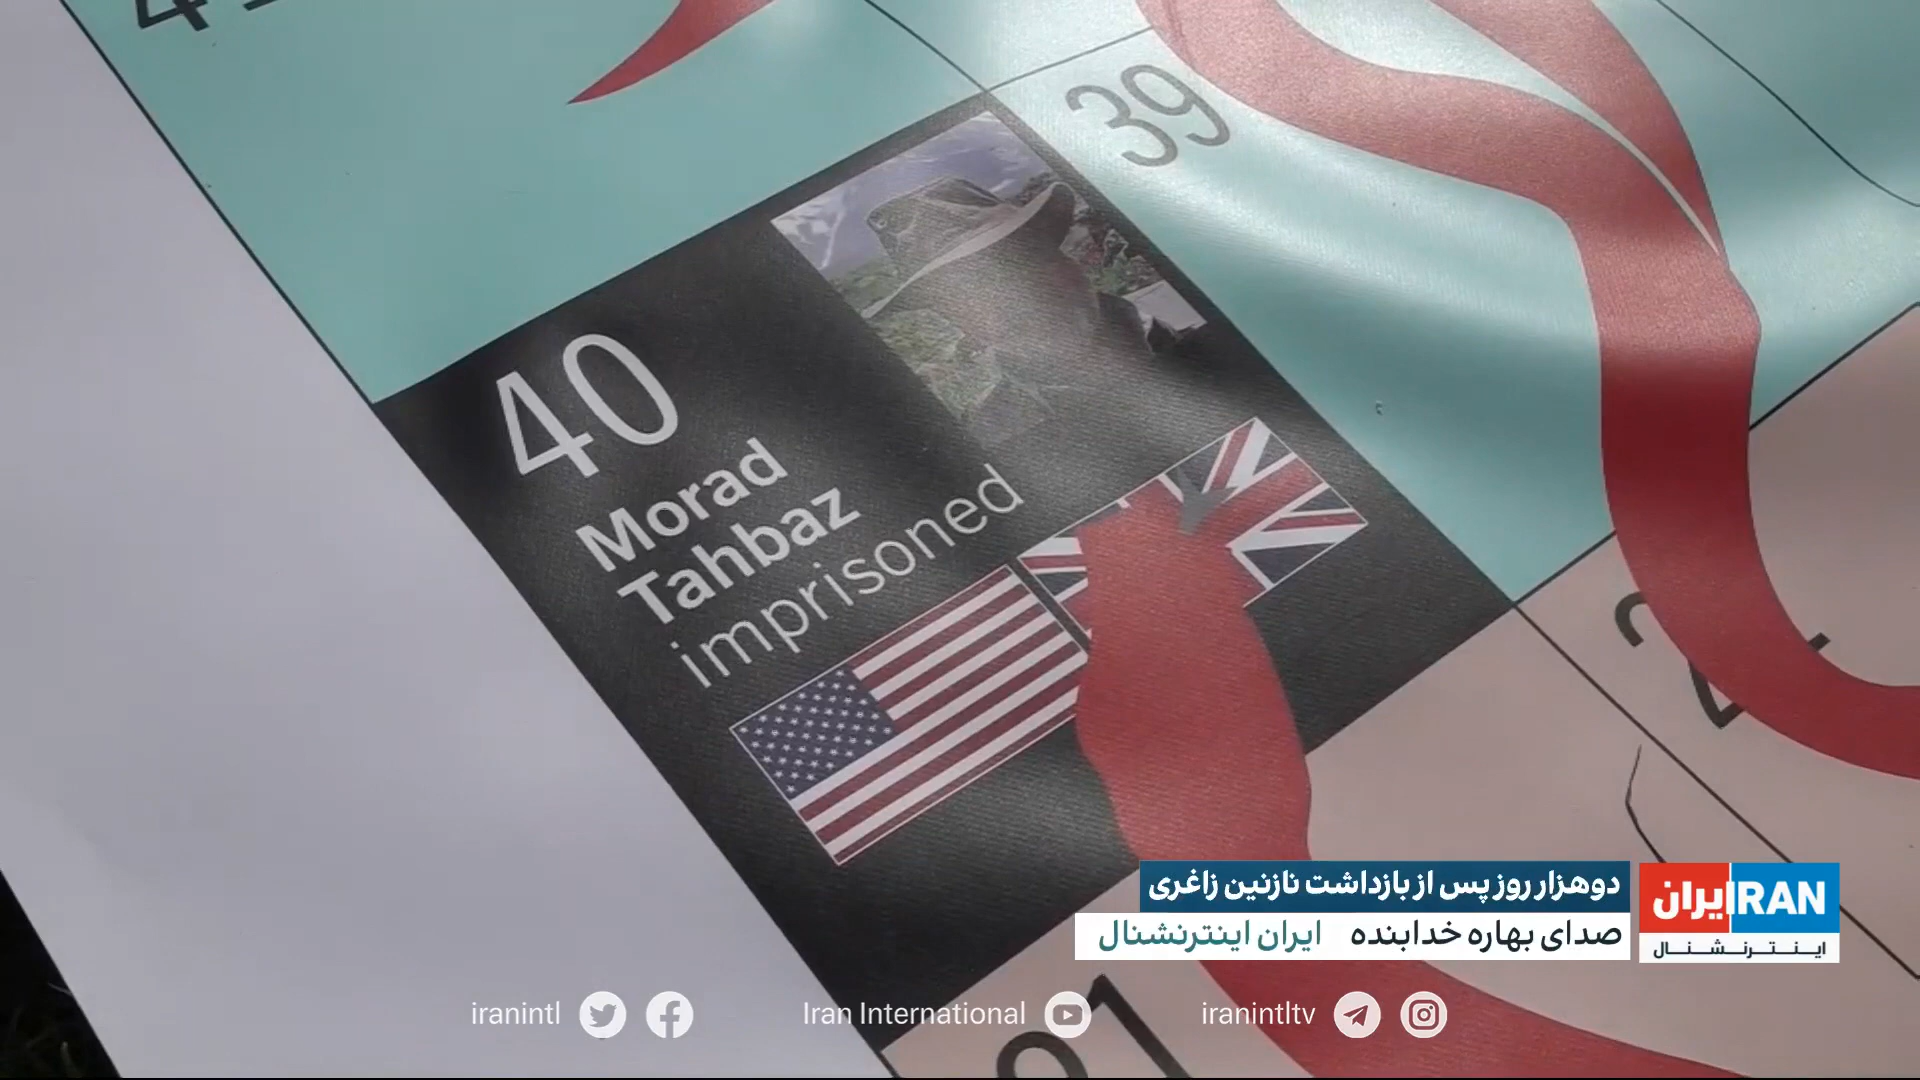 39
40
Morad
Tahbaz
imprisoned
دوهزار روز پس از بازداشت نازنین زاغری
صدای بهاره خدابنده ایران اینترنشنال
IRAN ایران
اینترنشنال
iranintl
Iran International
iranintltv